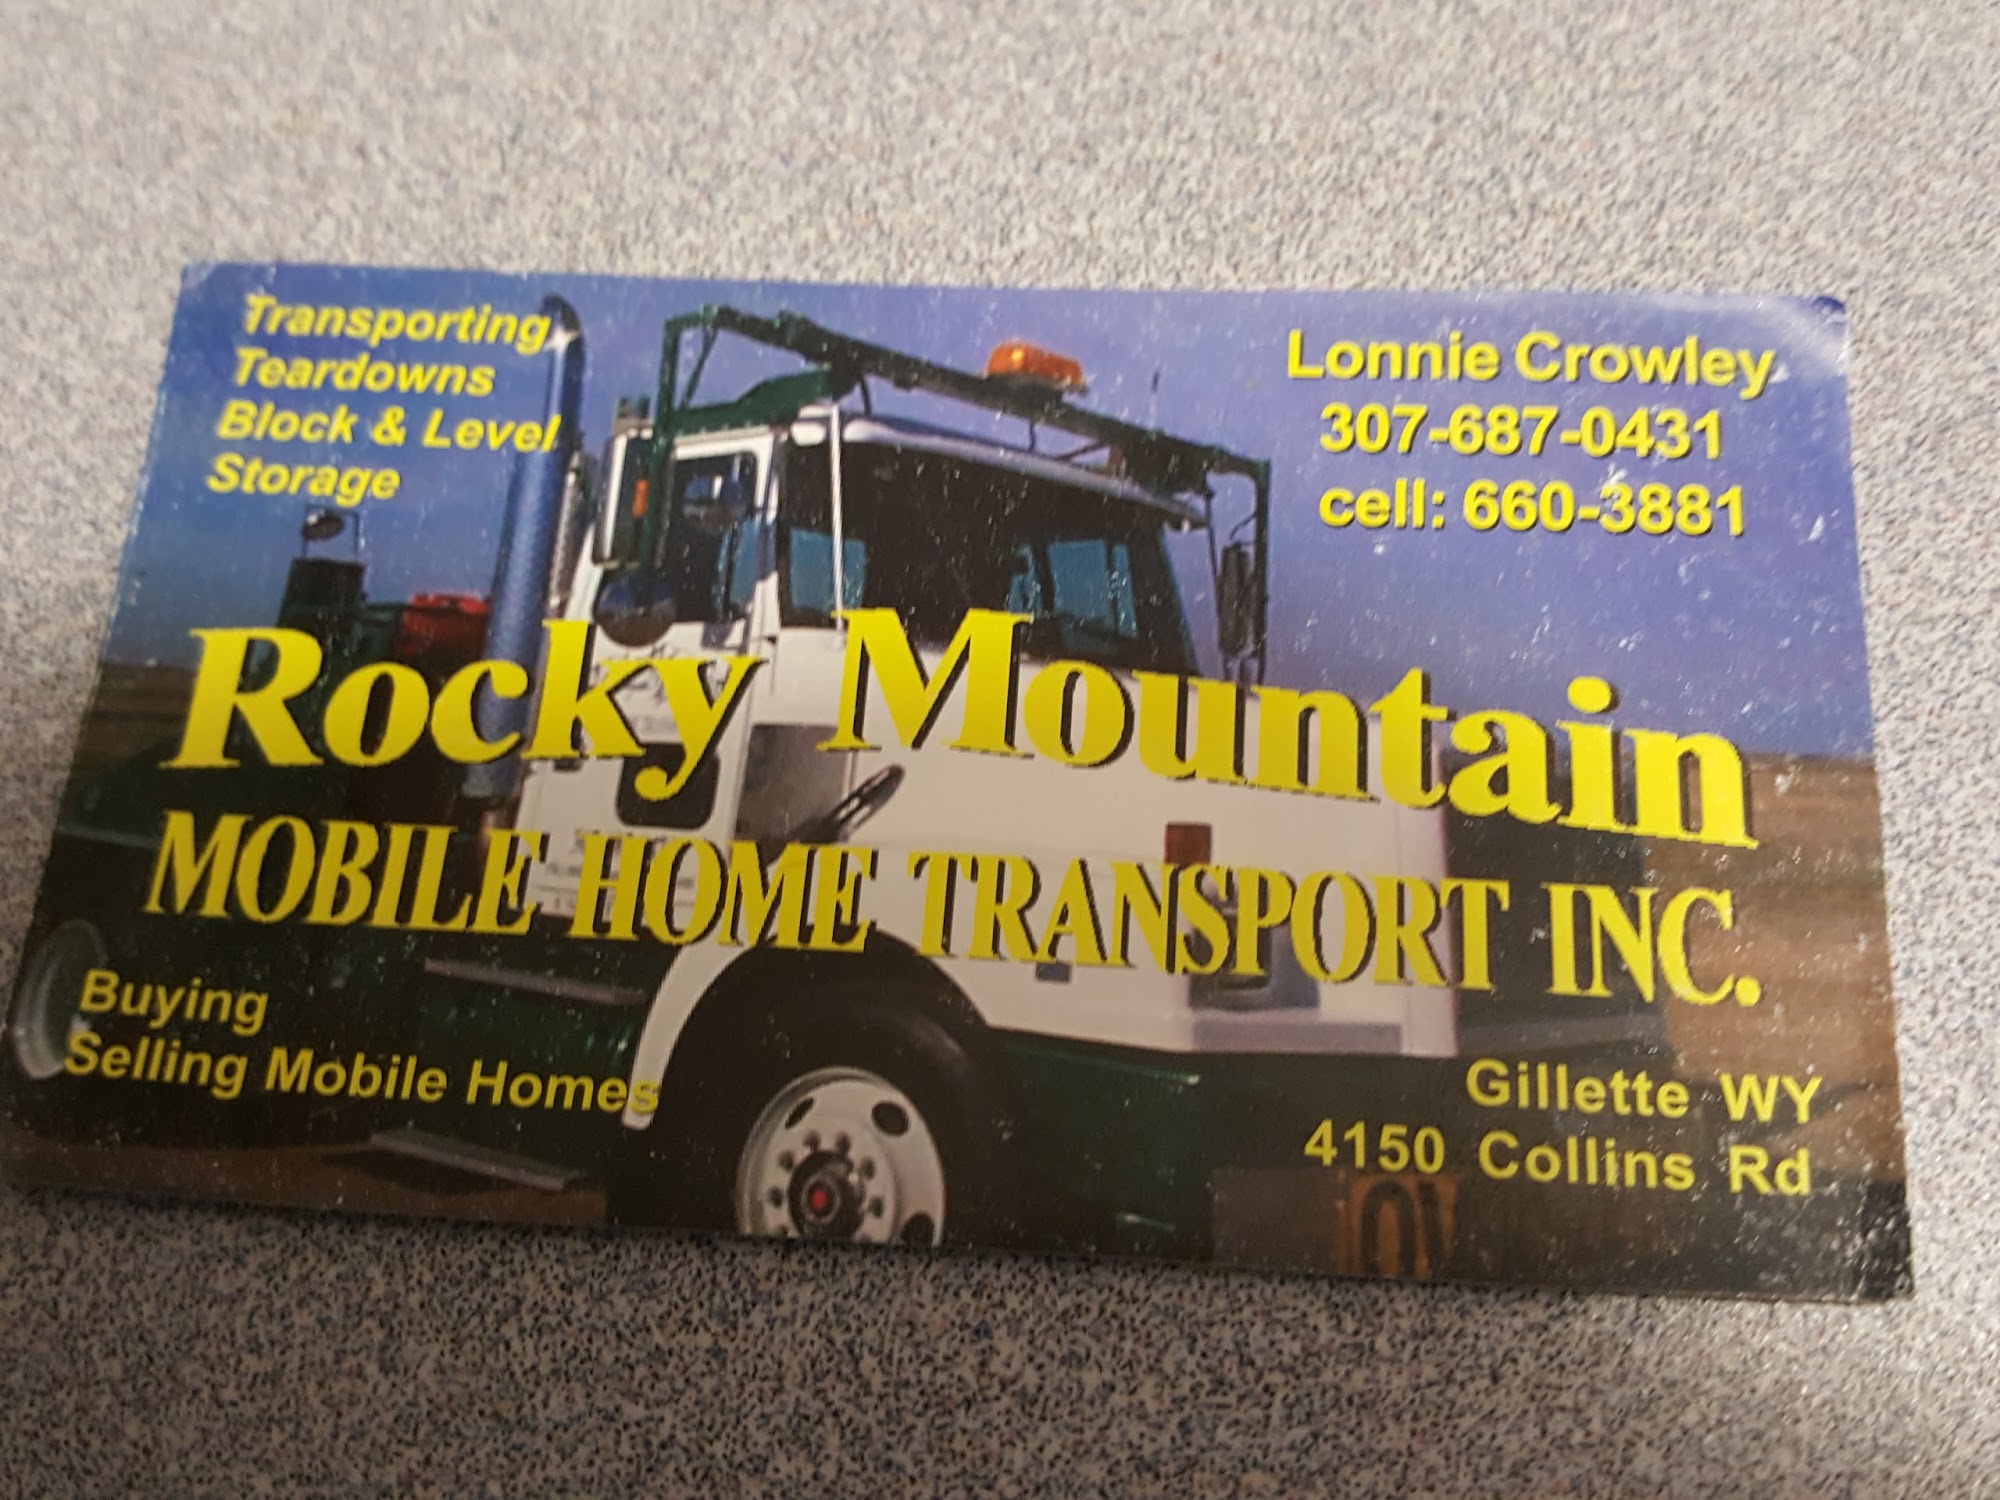 Transporting
Teardowns
Block & Level
Storage
Lonnie Crowley
307-687-0431
cell: 660-3881
Rocky Mountain
MOBILE HOME TRANSPORT INC.
Buying
Selling Mobile Homes
Gillette WY
4150 Collins Rd